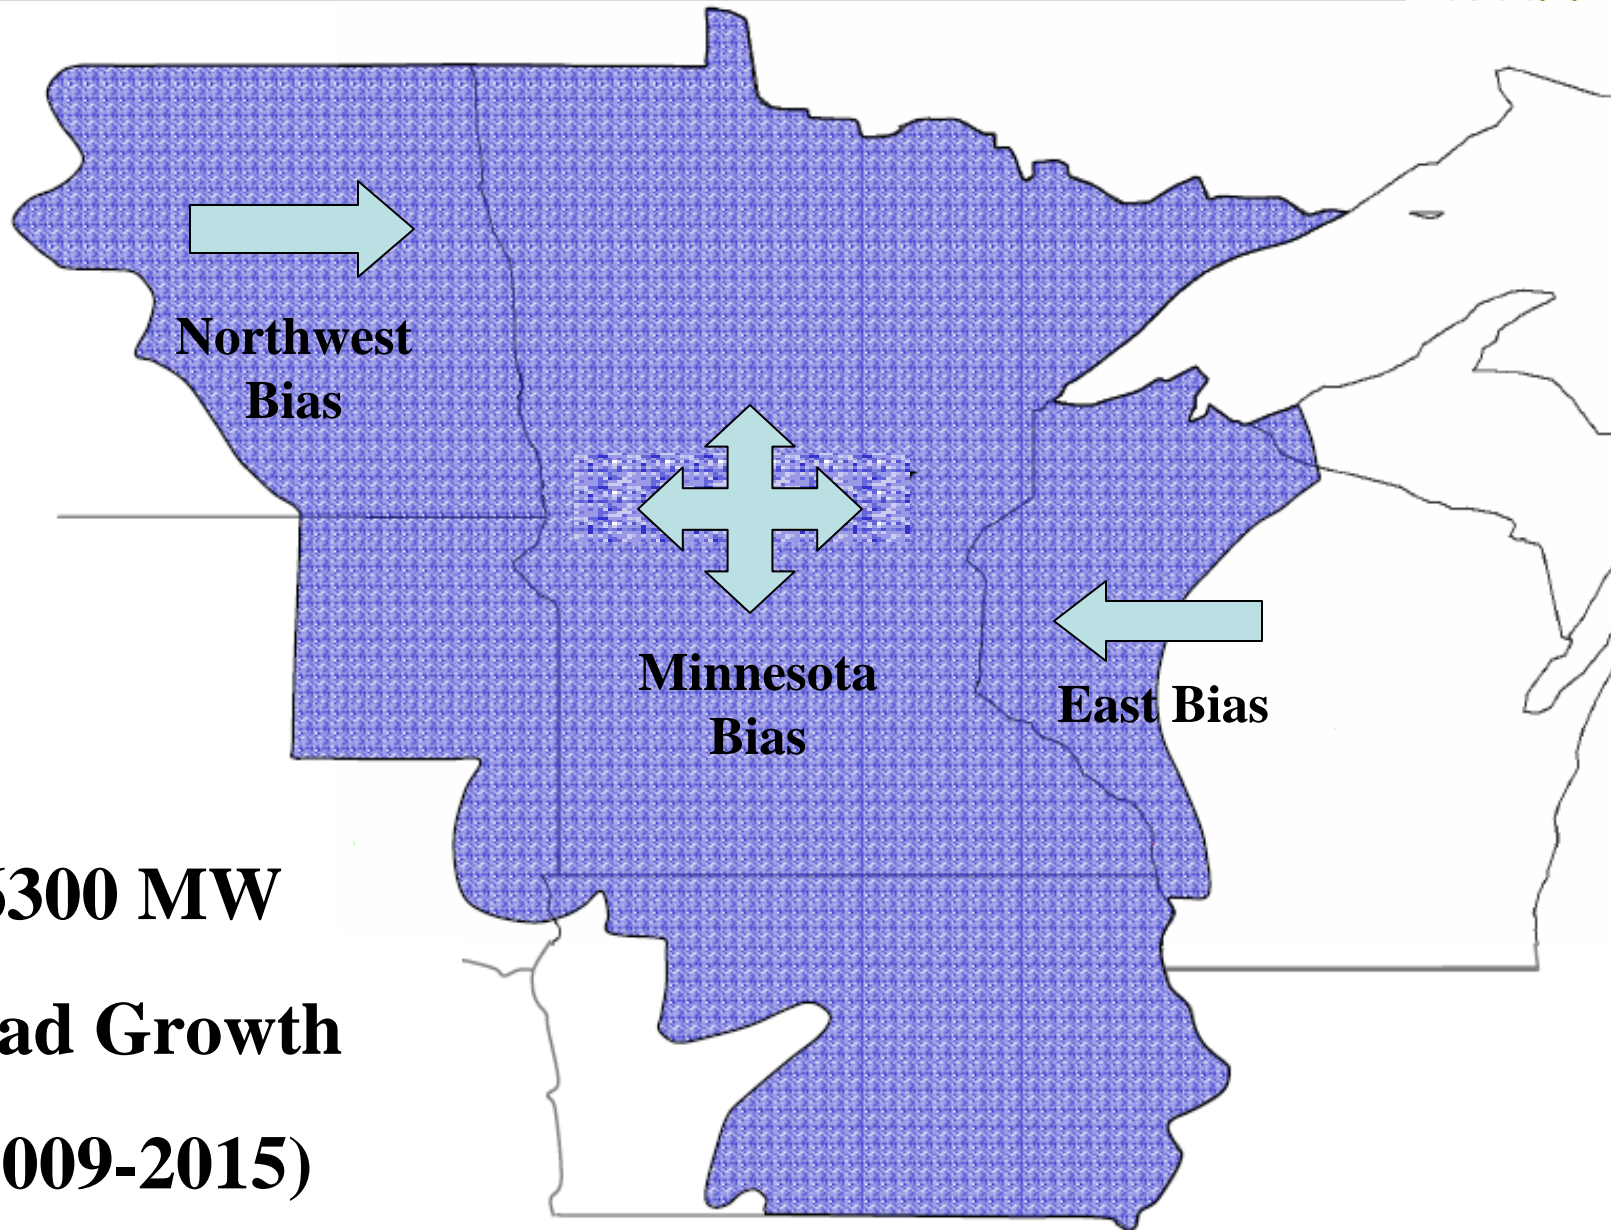 Northwest
Bias
Minnesota
Bias
East Bias
300 MW
ad Growth
009-2015)